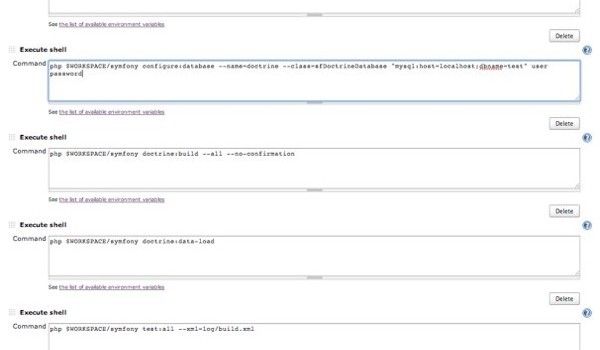 See the list of available environment variables
Delete
Execute shell
Command
php $WORKSPACE/symfony configure:database --name=doctrine --class=sfDoctrineDatabase "mysql:host=localhost;dbname=test" user
password
See the list of available environment variables
Delete
Execute shell
Command
php $WORKSPACE/symfony doctrine:build --all --no-confirmation
See the list of available environment variables
Delete
Execute shell
Command
php $WORKSPACE/symfony doctrine:data-load
See the list of available environment variables
Delete
Execute shell
Command
php $WORKSPACE/symfony test:all --xml=log/build.xml